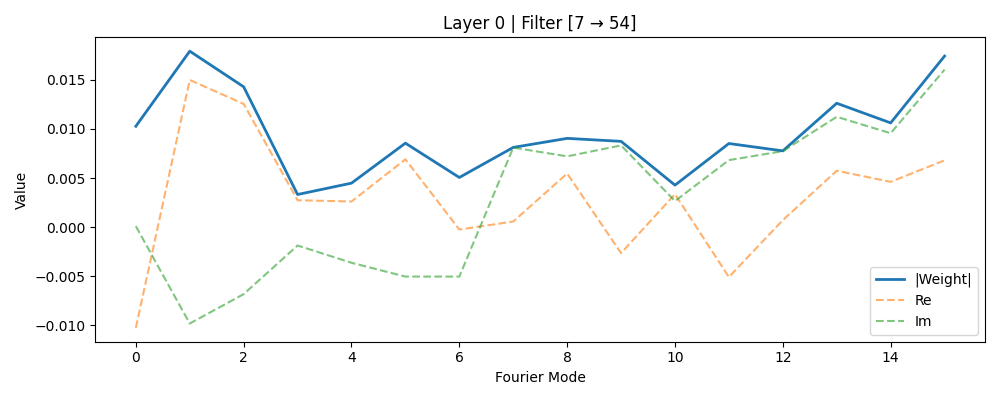 Layer 0 | Filter [7 → 54]
Value
0.015
0.010
0.005
0.000
−0.005
−0.010
|Weight|
Re
Im
0 2 4 6 8 10 12 14
Fourier Mode